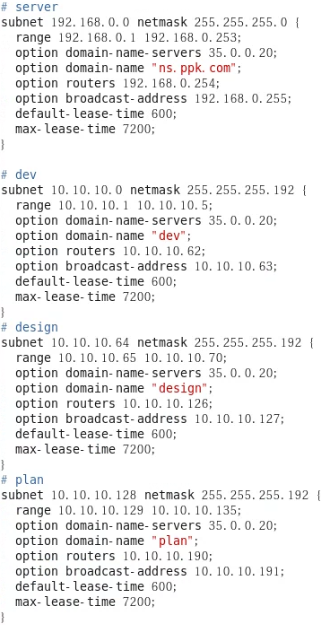 # server
subnet 192.168.0.0 netmask 255.255.255.0 {
range 192.168.0.1 192.168.0.253;
option domain-name-servers 35.0.0.20;
option domain-name "ns.ppk.com";
option routers 192.168.0.254;
option broadcast-address 192.168.0.255;
default-lease-time 600;
max-lease-time 7200;
}
# dev
subnet 10.10.10.0 netmask 255.255.255.192 {
range 10.10.10.1 10.10.10.5;
option domain-name-servers 35.0.0.20;
option domain-name "dev";
option routers 10.10.10.62;
option broadcast-address 10.10.10.63;
default-lease-time 600;
max-lease-time 7200;
}
# design
subnet 10.10.10.64 netmask 255.255.255.192 {
range 10.10.10.65 10.10.10.70;
option domain-name-servers 35.0.0.20;
option domain-name "design";
option routers 10.10.10.126;
option broadcast-address 10.10.10.127;
default-lease-time 600;
max-lease-time 7200;
}
# plan
subnet 10.10.10.128 netmask 255.255.255.192 {
range 10.10.10.129 10.10.10.135;
option domain-name-servers 35.0.0.20;
option domain-name "plan";
option routers 10.10.10.190;
option broadcast-address 10.10.10.191;
default-lease-time 600;
max-lease-time 7200;
}